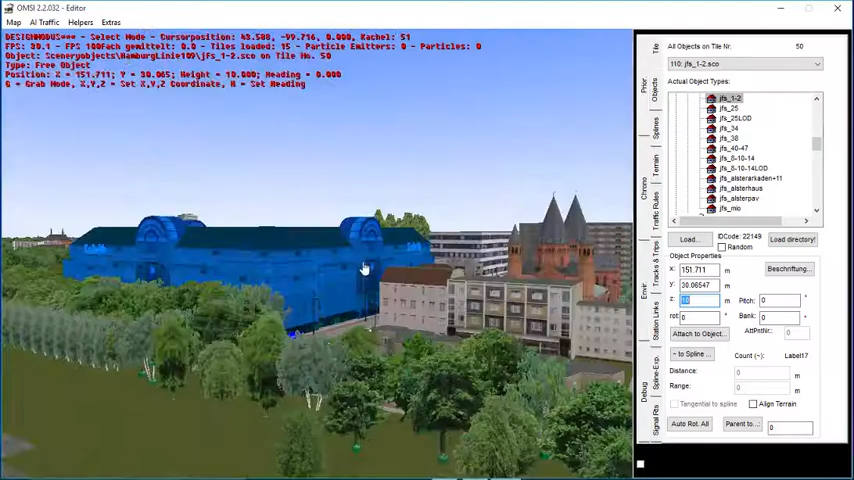 OMSI 2.2.032 - Editor
Map AI Traffic Helpers Extras
DESIGNMODUS*** - Select Mode - Cursorposition: 48.588, -99.716, 0.000, Kachel: 51
FPS: 30.1 - FPS 100Fach gemittelt: 0.0 - Tiles loaded: 15 - Particle Emitters: 0 - Particles: 0
Object: Sceneryobjects\HamburgLinie109\jfs_1-2.sco on Tile No. 50
Type: Free Object
Position: X = 151.711; Y = 30.065; Height = 10.000; Heading = 0.000
G = Grab Mode, X,Y,Z = Set X,Y,Z Coordinate, H = Set Heading
Tile
Objects
Splines
Terrain
Traffic Rules
Tracks & Trips
Station Links
Spline-Exp.
Signal Rts
Prior.
Chrono
Envir.
Debug
All Objects on Tile Nr. 50
110: jfs_1-2.sco
Actual Object Types:
jfs_1-2
jfs_25
jfs_25LOD
jfs_34
jfs_38
jfs_40-47
jfs_8-10-14
jfs_8-10-14LOD
jfs_alsterarkaden+11
jfs_alsterhaus
jfs_alsterpav
jfs_mio
Load... IDCode: 22149 Load directory!
Random
Object Properties
x: 151.711 m Beschriftung...
y: 30.06547 m
z: 10 m Pitch: 0 °
rot: 0 ° Bank: 0 °
Attach to Object... AttPntNr.: 0
~ to Spline ... Count (~): Label17
Distance: 0 m
Range: 0 m
Tangential to spline Align Terrain
Auto Rot. All Parent to...: 0